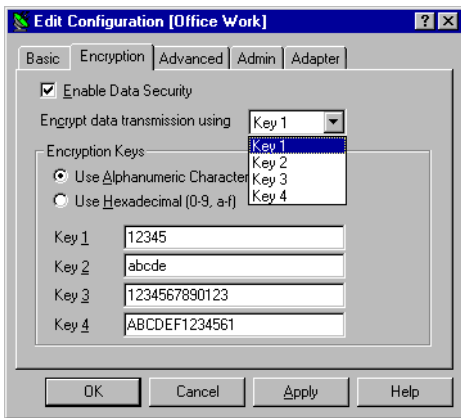 Edit Configuration [Office Work]
Basic Encryption Advanced Admin Adapter
Enable Data Security
Encrypt data transmission using Key 1
Key 1
Key 2
Key 3
Key 4
Encryption Keys
Use Alphanumeric Character
Use Hexadecimal (0-9, a-f)
Key 1 12345
Key 2 abcde
Key 3 1234567890123
Key 4 ABCDEF1234561
OK Cancel Apply Help